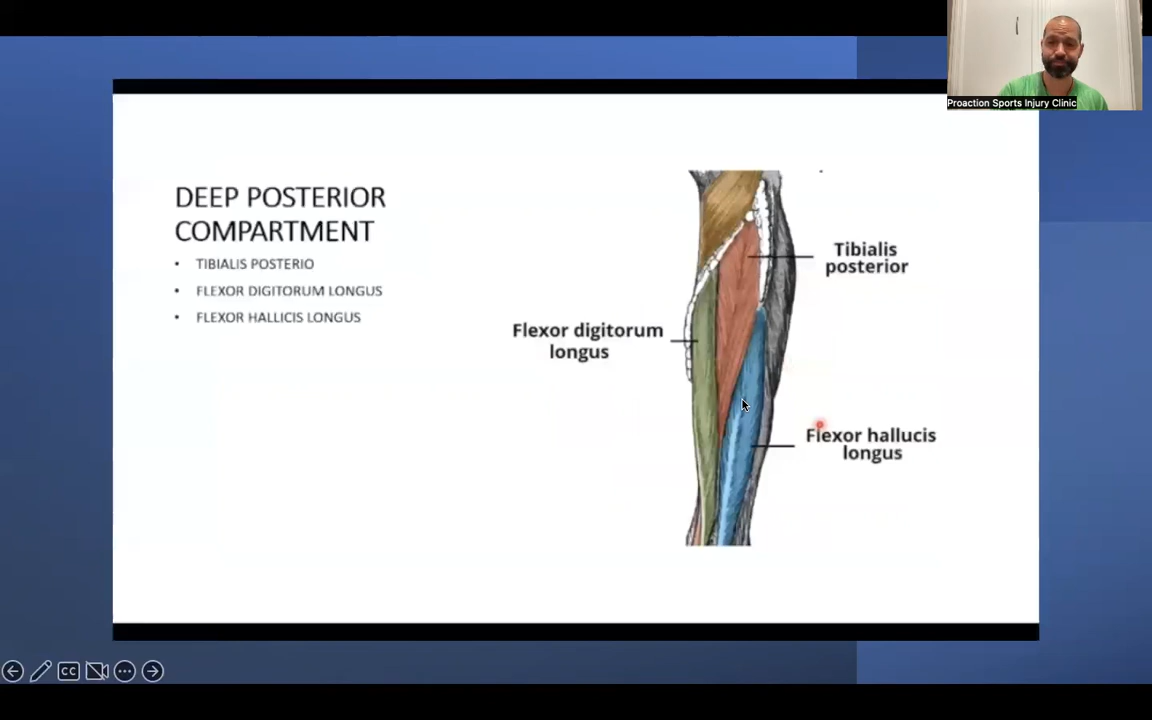 Proaction Sports Injury Clinic
DEEP POSTERIOR
COMPARTMENT
• TIBIALIS POSTERIO
• FLEXOR DIGITORUM LONGUS
• FLEXOR HALLICIS LONGUS
Tibialis
posterior
Flexor digitorum
longus
Flexor hallucis
longus
CC